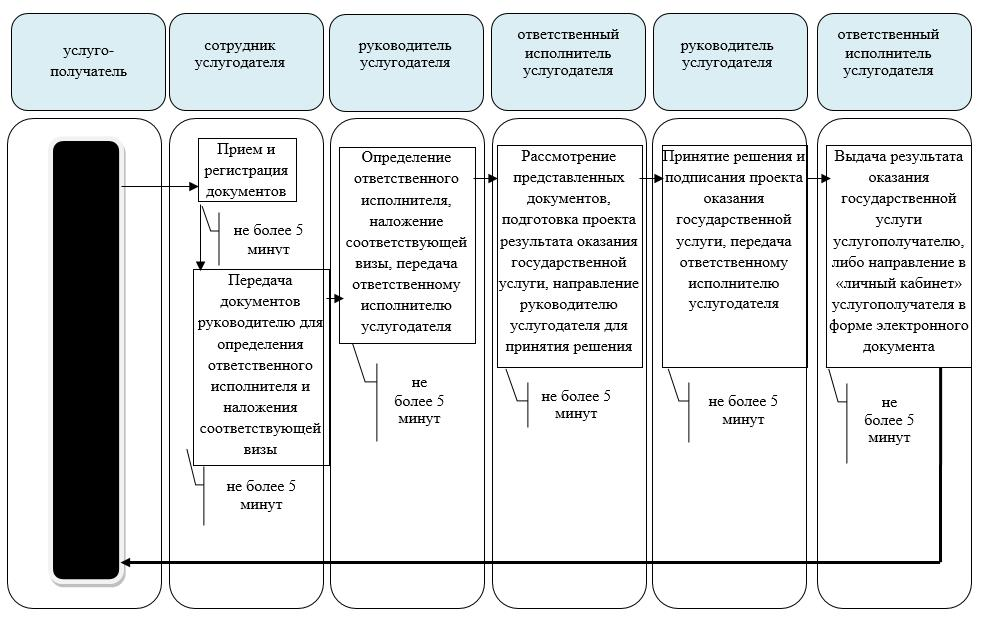 услуго-
получатель
сотрудник
услугодателя
руководитель
услугодателя
ответственный
исполнитель
услугодателя
руководитель
услугодателя
ответственный
исполнитель
услугодателя
Прием и
регистрация
документов
не более 5
минут
Передача
документов
руководителю для
определения
ответственного
исполнителя и
наложения
соответствующей
визы
не более 5
минут
Определение
ответственного
исполнителя,
наложение
соответствующей
визы, передача
ответственному
исполнителю
услугодателя
не
более 5
минут
Рассмотрение
представленных
документов,
подготовка проекта
результата оказания
государственной
услуги, направление
руководителю
услугодателя для
принятия решения
не более 5
минут
Принятие решения и
подписания проекта
оказания
государственной
услуги, передача
ответственному
исполнителю
услугодателя
не более 5
минут
Выдача результата
оказания
государственной
услуги
услугополучателю,
либо направление в
«личный кабинет»
услугополучателя в
форме электронного
документа
не
более 5
минут